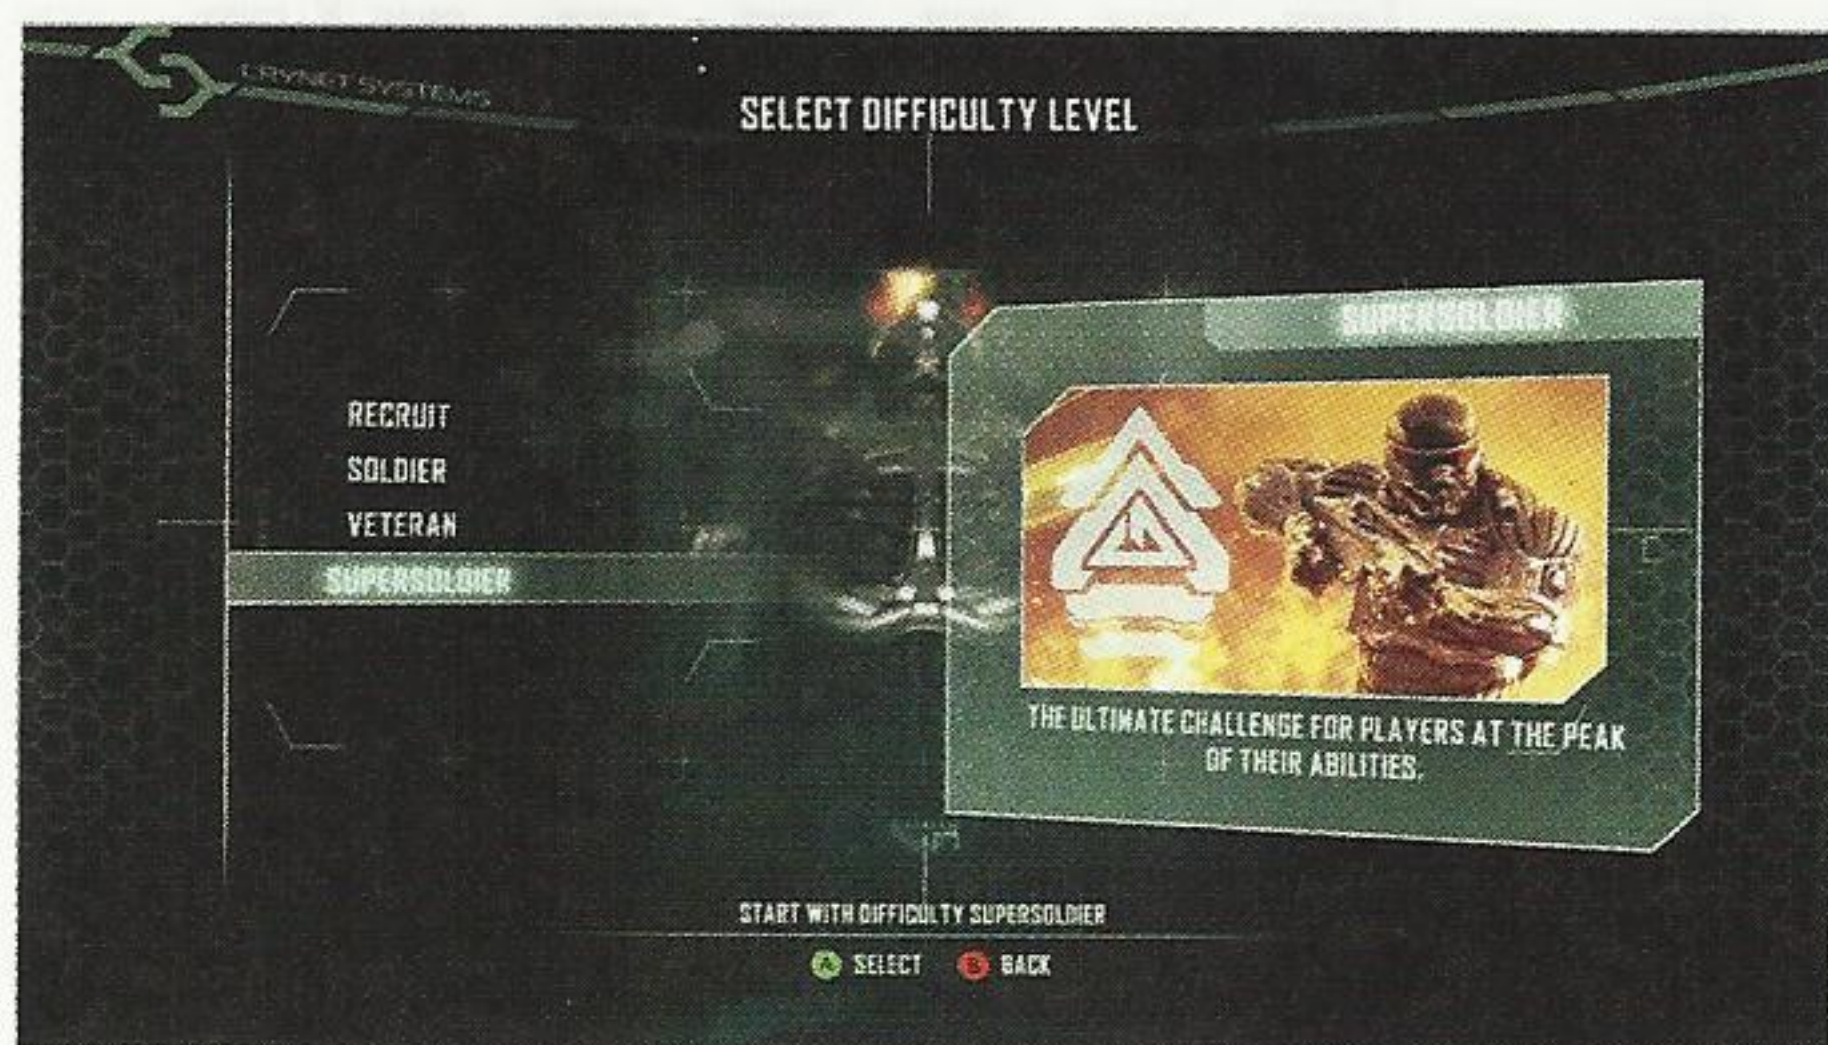 CRYNET SYSTEMS
SELECT DIFFICULTY LEVEL
RECRUIT
SOLDIER
VETERAN
SUPERSOLDIER
SUPERSOLDIER
THE ULTIMATE CHALLENGE FOR PLAYERS AT THE PEAK
OF THEIR ABILITIES.
START WITH DIFFICULTY SUPERSOLDIER
A SELECT B BACK